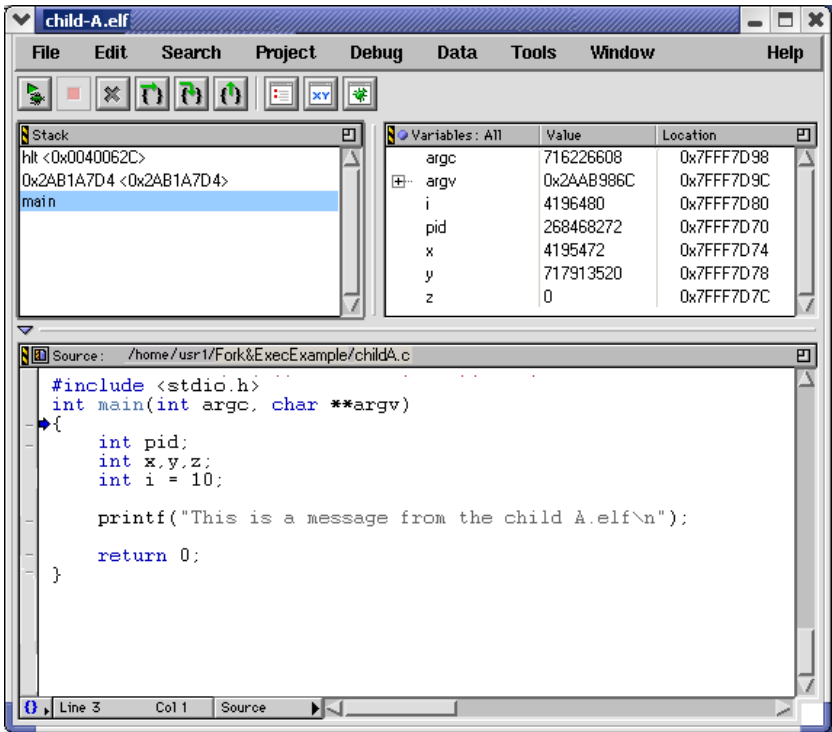 child-A.elf
File Edit Search Project Debug Data Tools Window Help
Stack
hlt <0x0040062C>
0x2AB1A7D4 <0x2AB1A7D4>
main
Variables: All Value Location
argc 716226608 0x7FFF7D98
argv 0x2AAB986C 0x7FFF7D9C
i 4196480 0x7FFF7D80
pid 268468272 0x7FFF7D70
x 4195472 0x7FFF7D74
y 717913520 0x7FFF7D78
z 0 0x7FFF7D7C
Source: /home/usr1/Fork&ExecExample/childA.c
#include <stdio.h>
int main(int argc, char **argv)
{
int pid;
int x,y,z;
int i = 10;
printf("This is a message from the child A.elf\n");
return 0;
}
Line 3 Col 1 Source